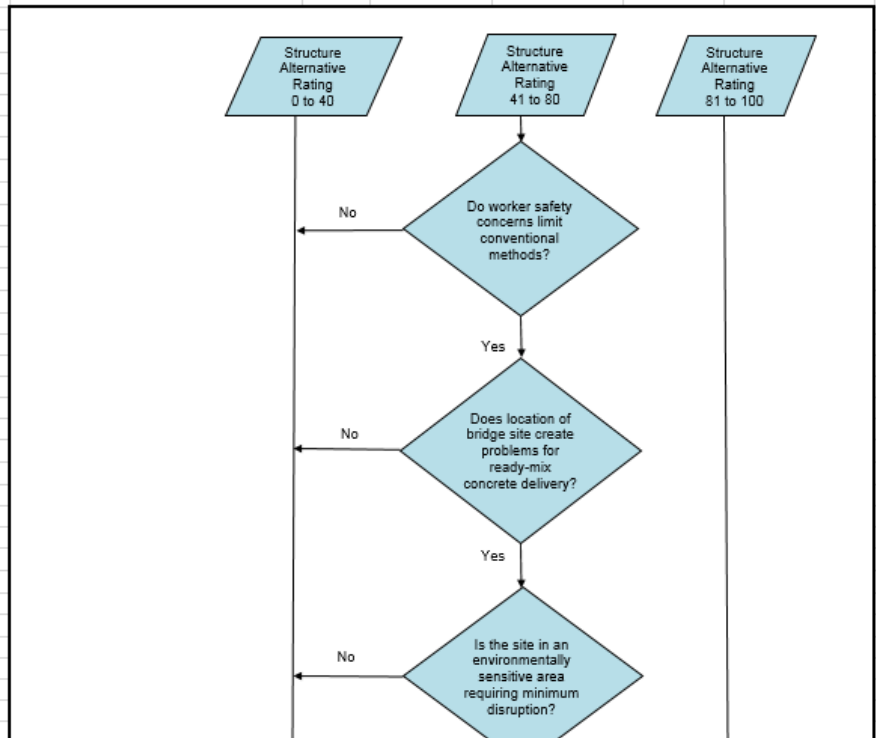 Structure
Alternative
Rating
0 to 40
Structure
Alternative
Rating
41 to 80
Structure
Alternative
Rating
81 to 100
Do worker safety
concerns limit
conventional
methods?
No
Yes
Does location of
bridge site create
problems for
ready-mix
concrete delivery?
No
Yes
Is the site in an
environmentally
sensitive area
requiring minimum
disruption?
No